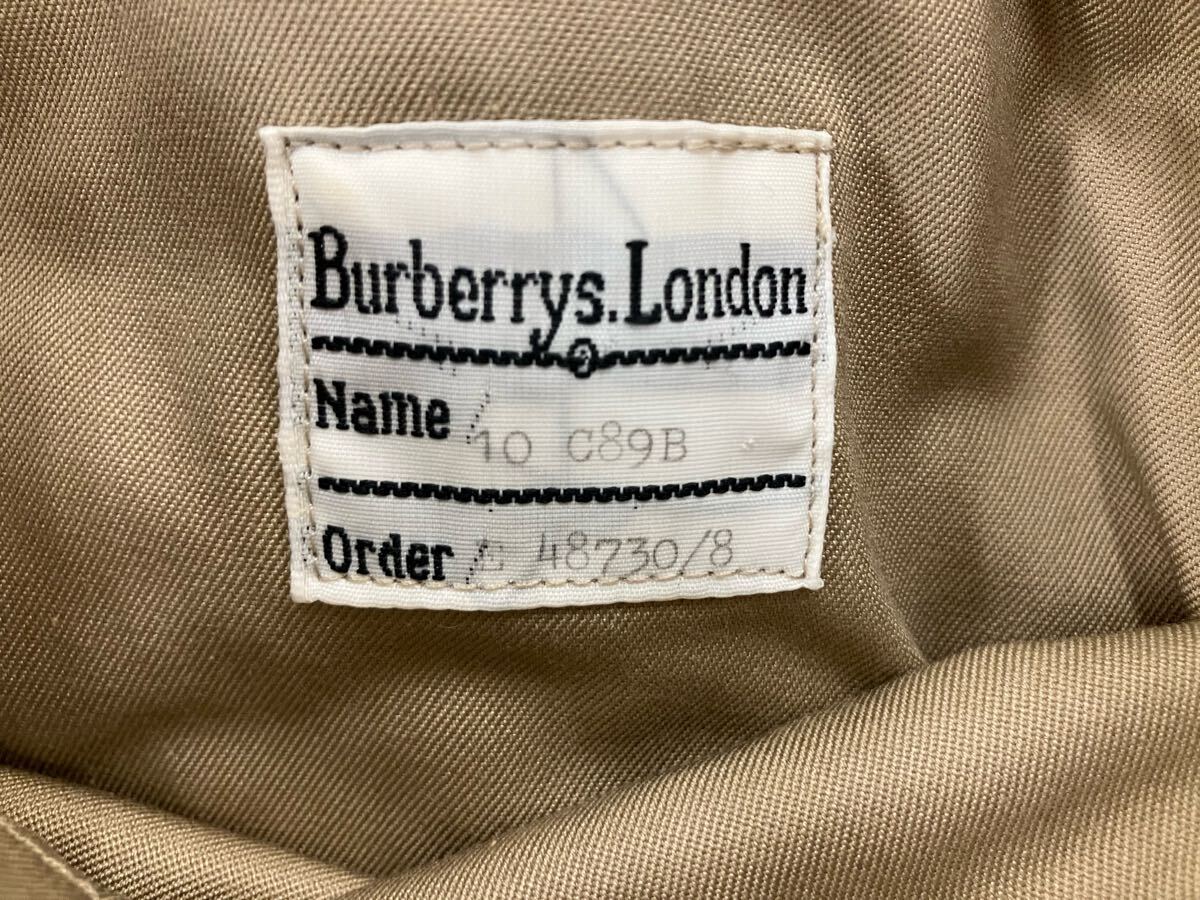 Burberrys.London
Name 10 C89B
Order 48730/8